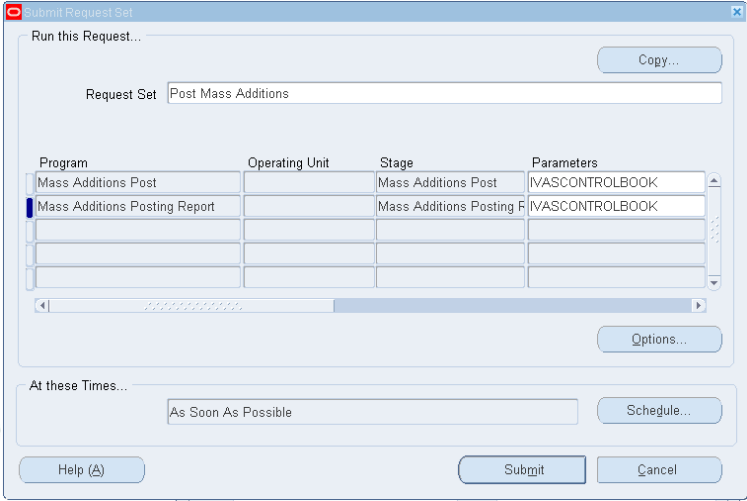 Submit Request Set
Run this Request...
Copy...
Request Set Post Mass Additions
Program Operating Unit Stage Parameters
Mass Additions Post Mass Additions Post IVASCONTROLBOOK
Mass Additions Posting Report Mass Additions Posting R IVASCONTROLBOOK
Options...
At these Times...
As Soon As Possible Schedule...
Help (A) Submit Cancel